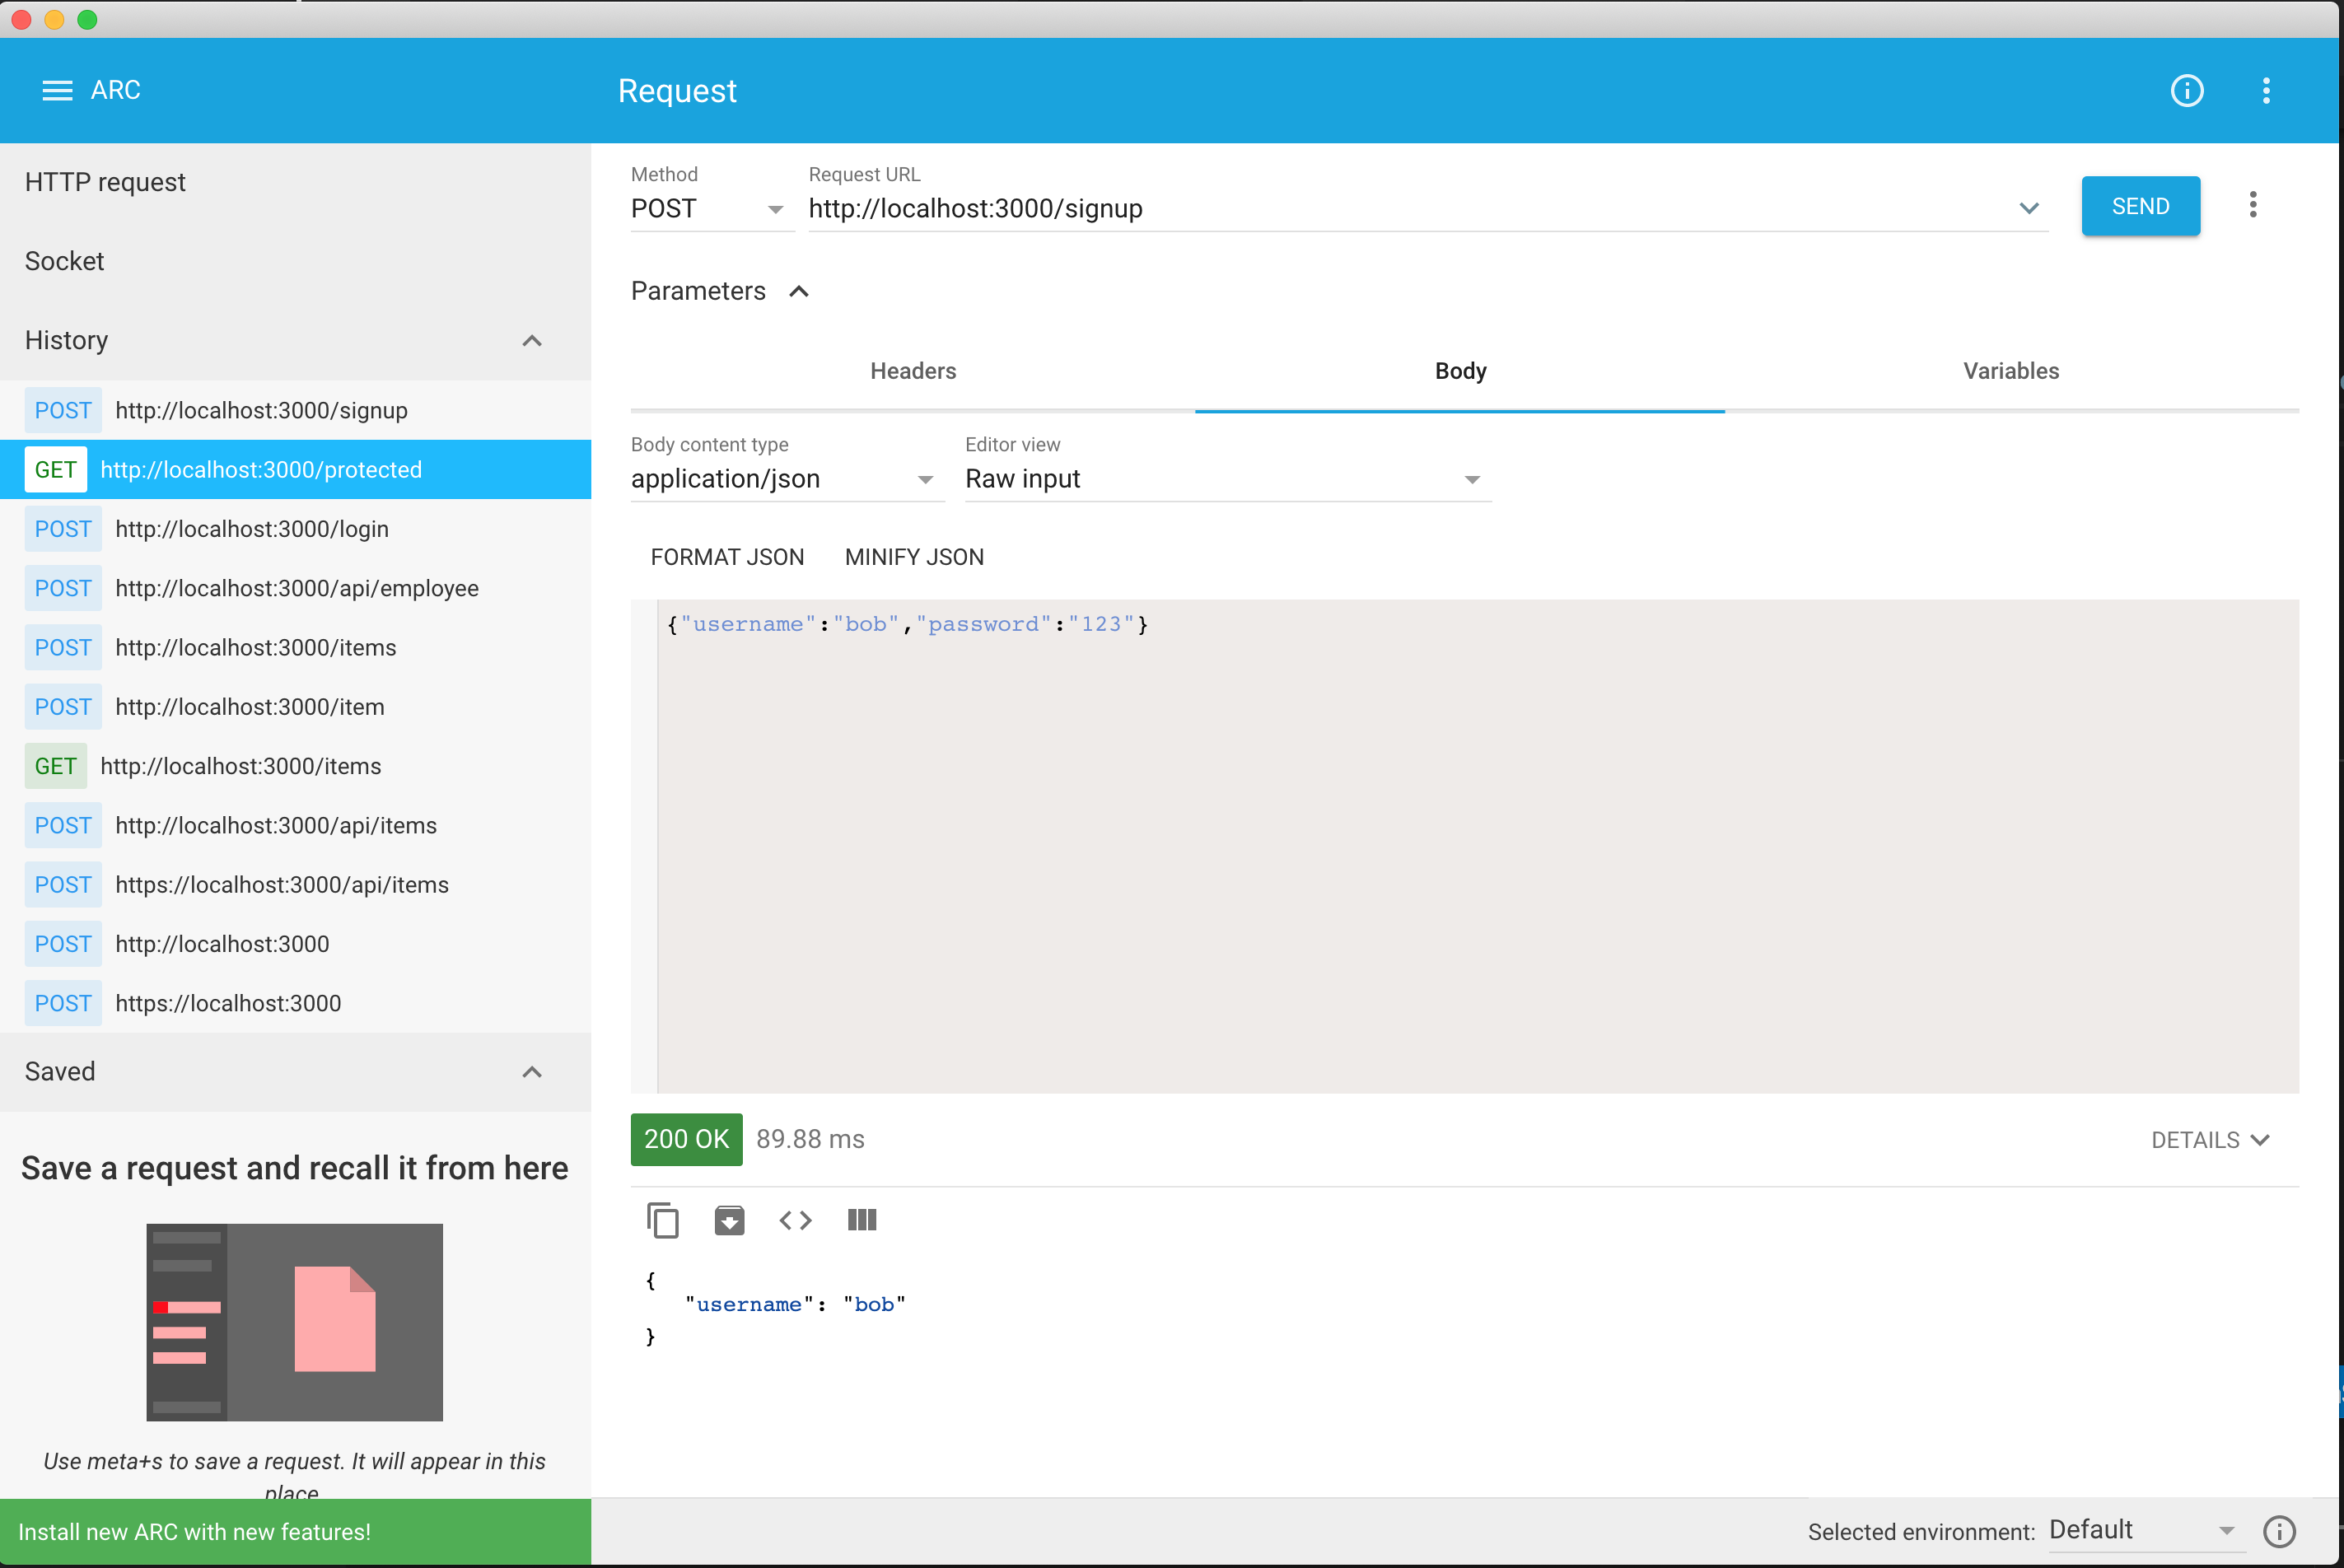 ARC
Request
HTTP request
Socket
History
POST http://localhost:3000/signup
GET http://localhost:3000/protected
POST http://localhost:3000/login
POST http://localhost:3000/api/employee
POST http://localhost:3000/items
POST http://localhost:3000/item
GET http://localhost:3000/items
POST http://localhost:3000/api/items
POST https://localhost:3000/api/items
POST http://localhost:3000
POST https://localhost:3000
Saved
Save a request and recall it from here
Use meta+s to save a request. It will appear in this
place
Install new ARC with new features!
Method Request URL
POST http://localhost:3000/signup SEND
Parameters
Headers Body Variables
Body content type Editor view
application/json Raw input
FORMAT JSON MINIFY JSON
{"username":"bob","password":"123"}
200 OK 89.88 ms DETAILS
{
"username": "bob"
}
Selected environment: Default